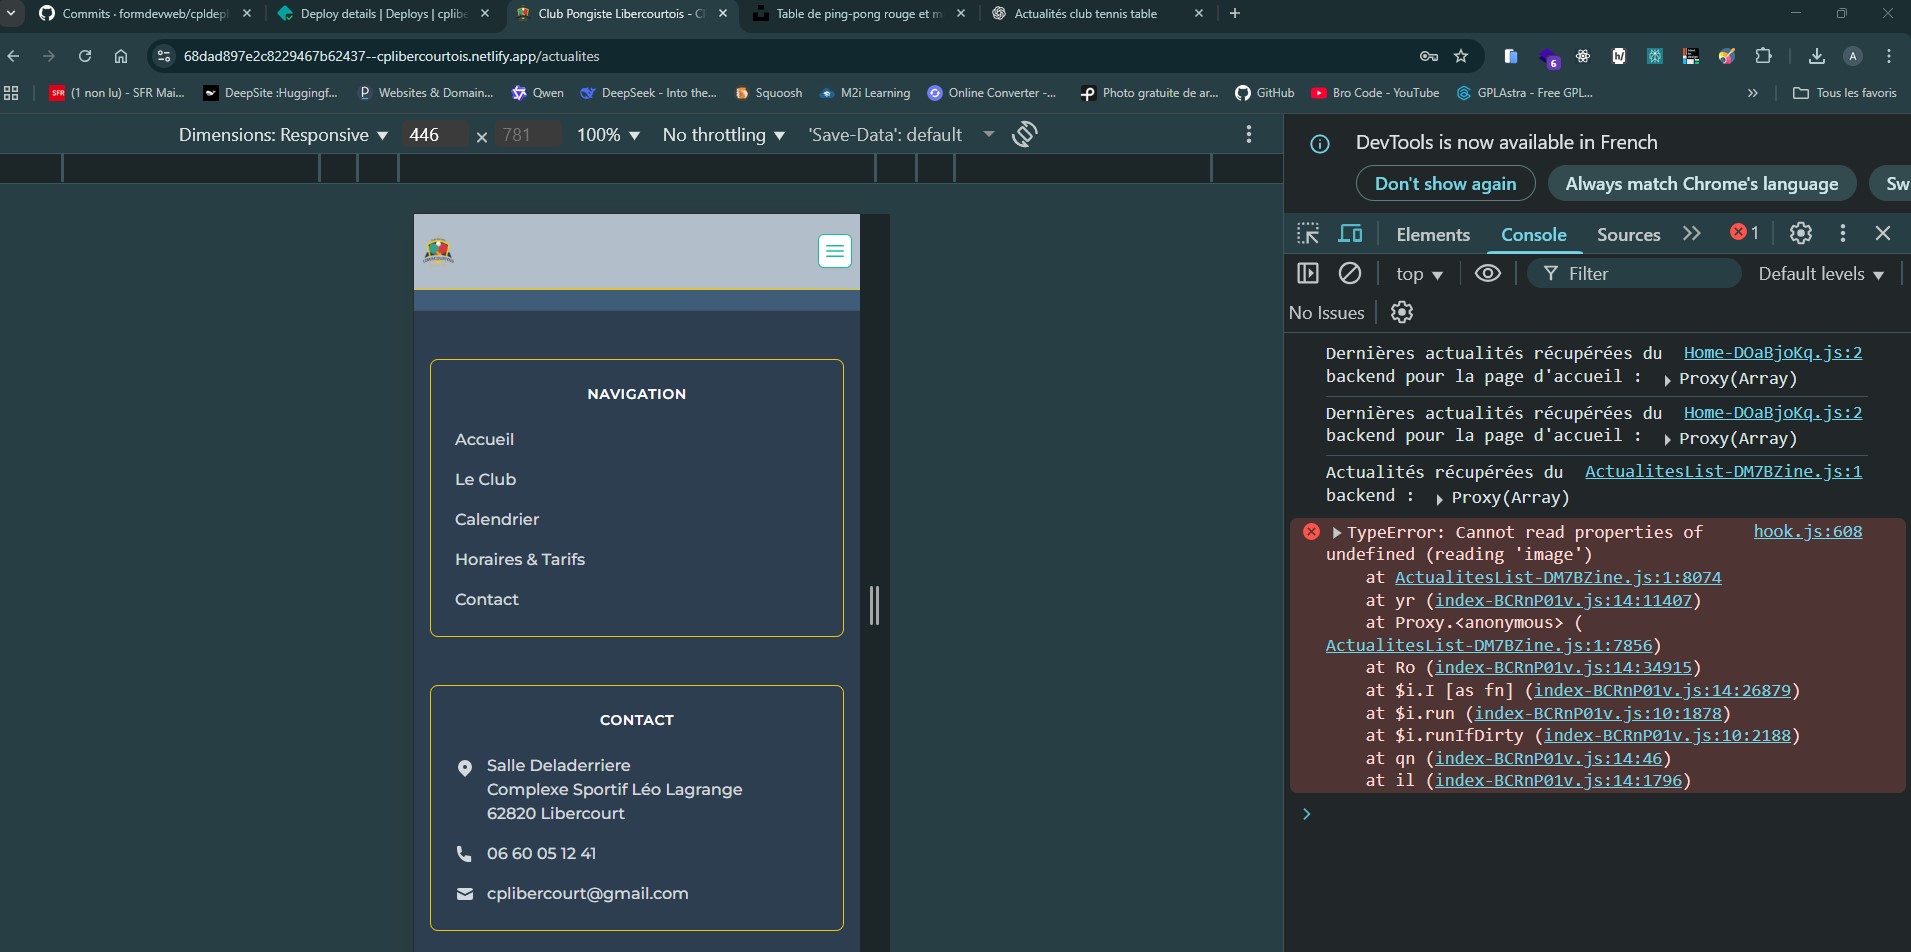 Commits · formdevweb/cpldepl
Deploy details | Deploys | cplibe
Club Pongiste Libercourtois - Cl
Table de ping-pong rouge et m
Actualités club tennis table
68dad897e2c8229467b62437--cplibercourtois.netlify.app/actualites
6
A
SFR (1 non lu) - SFR Mai...
DeepSite :Huggingf...
Websites & Domain...
Qwen
DeepSeek - Into the...
Squoosh
M2i Learning
Online Converter -...
Photo gratuite de ar...
GitHub
Bro Code - YouTube
GPLAstra - Free GPL...
Tous les favoris
Dimensions: Responsive 446 × 781 100% No throttling 'Save-Data': default
DevTools is now available in French
Don't show again Always match Chrome's language Sw
Elements Console Sources 1
top Filter Default levels
No Issues
NAVIGATION
Accueil
Le Club
Calendrier
Horaires & Tarifs
Contact
CONTACT
Salle Deladerriere
Complexe Sportif Léo Lagrange
62820 Libercourt
06 60 05 12 41
cplibercourt@gmail.com
Dernières actualités récupérées du Home-DOaBjoKq.js:2
backend pour la page d'accueil : Proxy(Array)
Dernières actualités récupérées du Home-DOaBjoKq.js:2
backend pour la page d'accueil : Proxy(Array)
Actualités récupérées du ActualitesList-DM7BZine.js:1
backend : Proxy(Array)
TypeError: Cannot read properties of hook.js:608
undefined (reading 'image')
at ActualitesList-DM7BZine.js:1:8074
at yr (index-BCRnP01v.js:14:11407)
at Proxy.<anonymous> (
ActualitesList-DM7BZine.js:1:7856)
at Ro (index-BCRnP01v.js:14:34915)
at $i.I [as fn] (index-BCRnP01v.js:14:26879)
at $i.run (index-BCRnP01v.js:10:1878)
at $i.runIfDirty (index-BCRnP01v.js:10:2188)
at qn (index-BCRnP01v.js:14:46)
at il (index-BCRnP01v.js:14:1796)